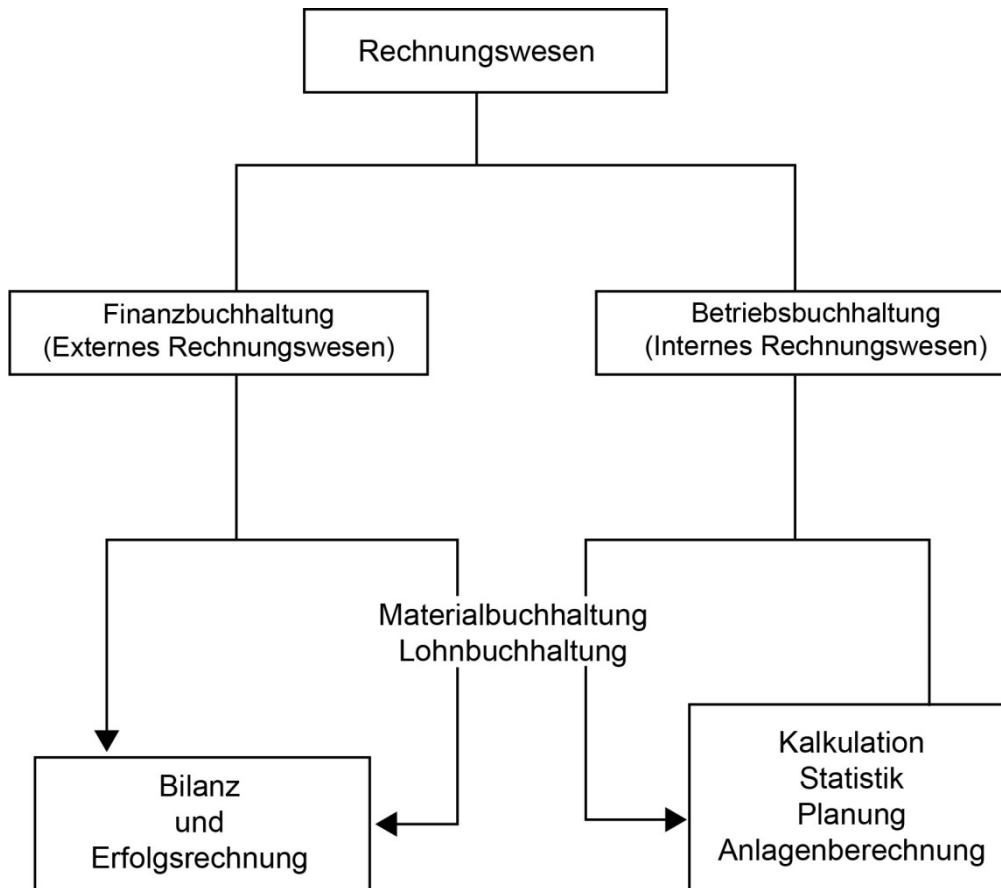 Rechnungswesen
Finanzbuchhaltung
(Externes Rechnungswesen)
Betriebsbuchhaltung
(Internes Rechnungswesen)
Materialbuchhaltung
Lohnbuchhaltung
Bilanz
und
Erfolgsrechnung
Kalkulation
Statistik
Planung
Anlagenberechnung